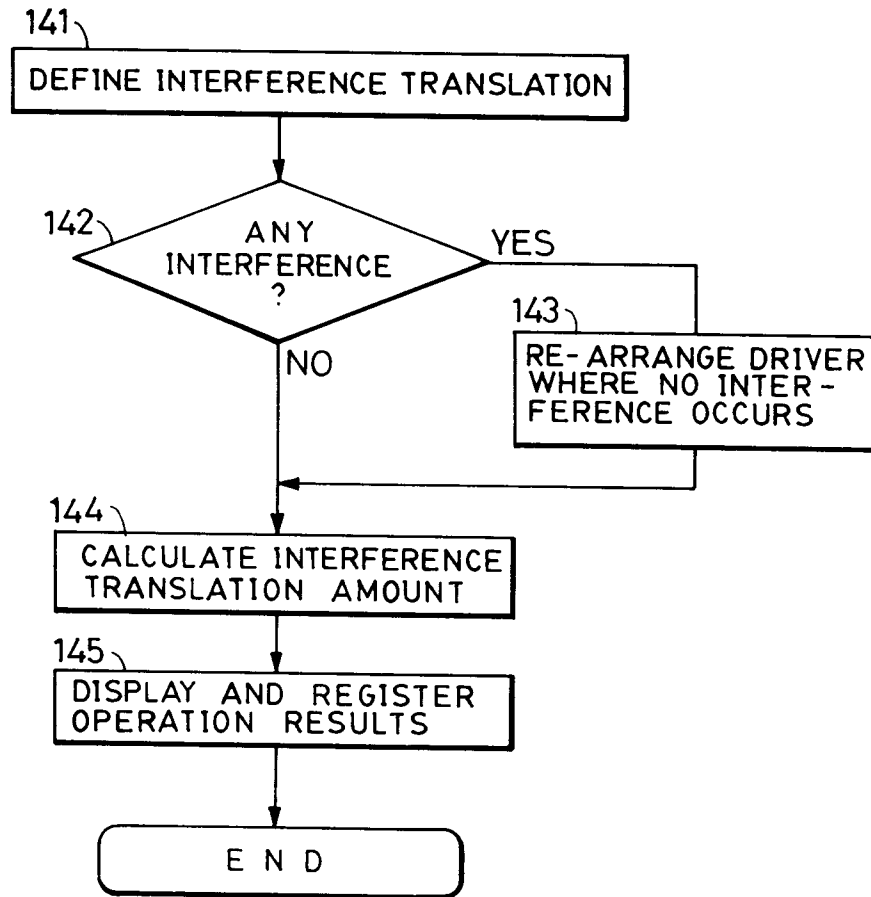 141
DEFINE INTERFERENCE TRANSLATION
142
ANY
INTERFERENCE
?
YES
NO
143
RE-ARRANGE DRIVER
WHERE NO INTER-
FERENCE OCCURS
144
CALCULATE INTERFERENCE
TRANSLATION AMOUNT
145
DISPLAY AND REGISTER
OPERATION RESULTS
END